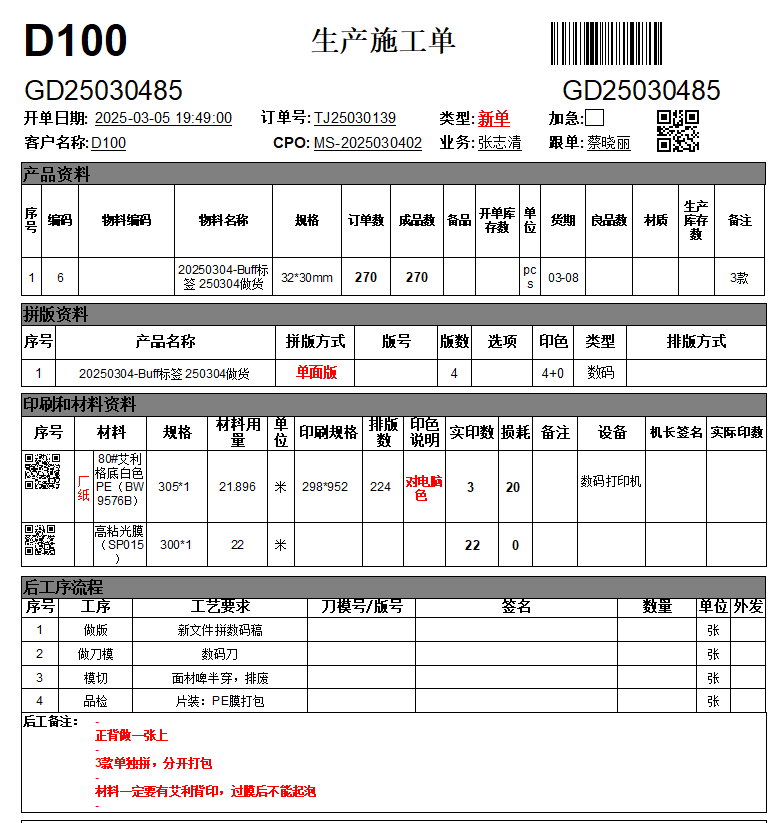 D100
生产施工单
GD25030485
GD25030485
开单日期: 2025-03-05 19:49:00 订单号: TJ25030139 类型: 新单 加急:
客户名称: D100 CPO: MS-2025030402 业务: 张志清 跟单: 蔡晓丽
产品资料
序号 编码 物料编码 物料名称 规格 订单数 成品数 备品 开单库存数 单位 货期 良品数 材质 生产库存数 备注
1 6 20250304-Buff标签 250304做货 32*30mm 270 270 pcs 03-08 3款
拼版资料
序号 产品名称 拼版方式 版号 版数 选项 印色 类型 排版方式
1 20250304-Buff标签 250304做货 单面版 4 4+0 数码
印刷和材料资料
序号 材料 规格 材料用量 单位 印刷规格 排版数 印色说明 实印数 损耗 备注 设备 机长签名 实际印数
厂纸 80#艾利格底白色PE（BW9576B） 305*1 21.896 米 298*952 224 对电脑色 3 20 数码打印机
高粘光膜（SP015） 300*1 22 米 22 0
后工序流程
序号 工序 工艺要求 刀模号/版号 签名 数量 单位 外发
1 做版 新文件拼数码稿 张
2 做刀模 数码刀 张
3 模切 面材啤半穿，排废 张
4 品检 片装：PE膜打包 张
后工备注: -
正背做一张上
-
3款单独拼，分开打包
-
材料一定要有艾利背印，过膜后不能起泡
-